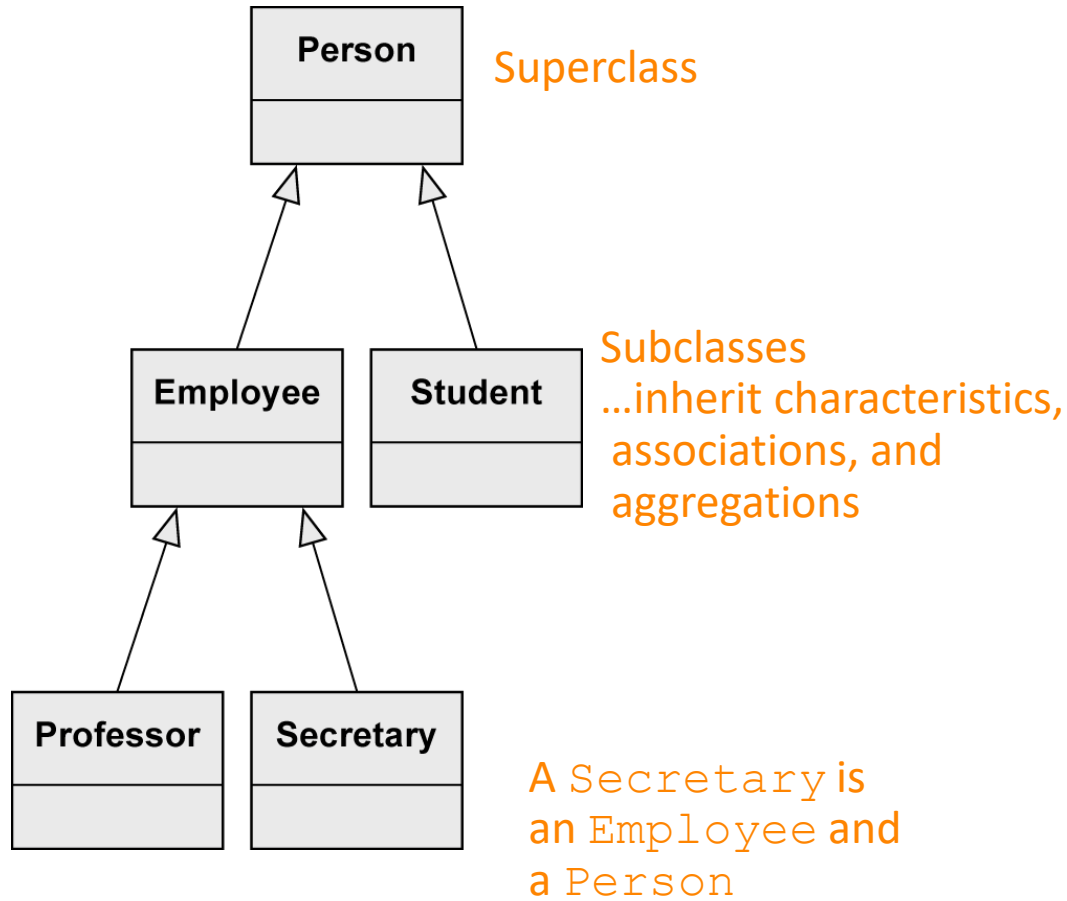 Person
Superclass
Employee
Student
Subclasses
...inherit characteristics,
associations, and
aggregations
Professor
Secretary
A Secretary is
an Employee and
a Person